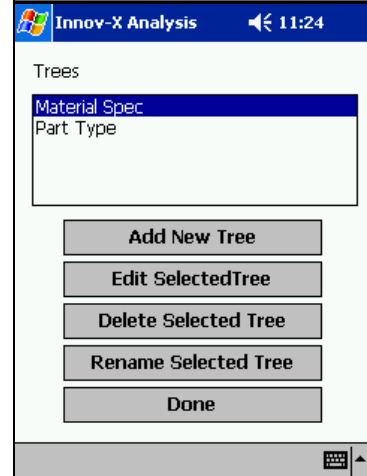 Innov-X Analysis 11:24
Trees
Material Spec
Part Type
Add New Tree
Edit SelectedTree
Delete Selected Tree
Rename Selected Tree
Done